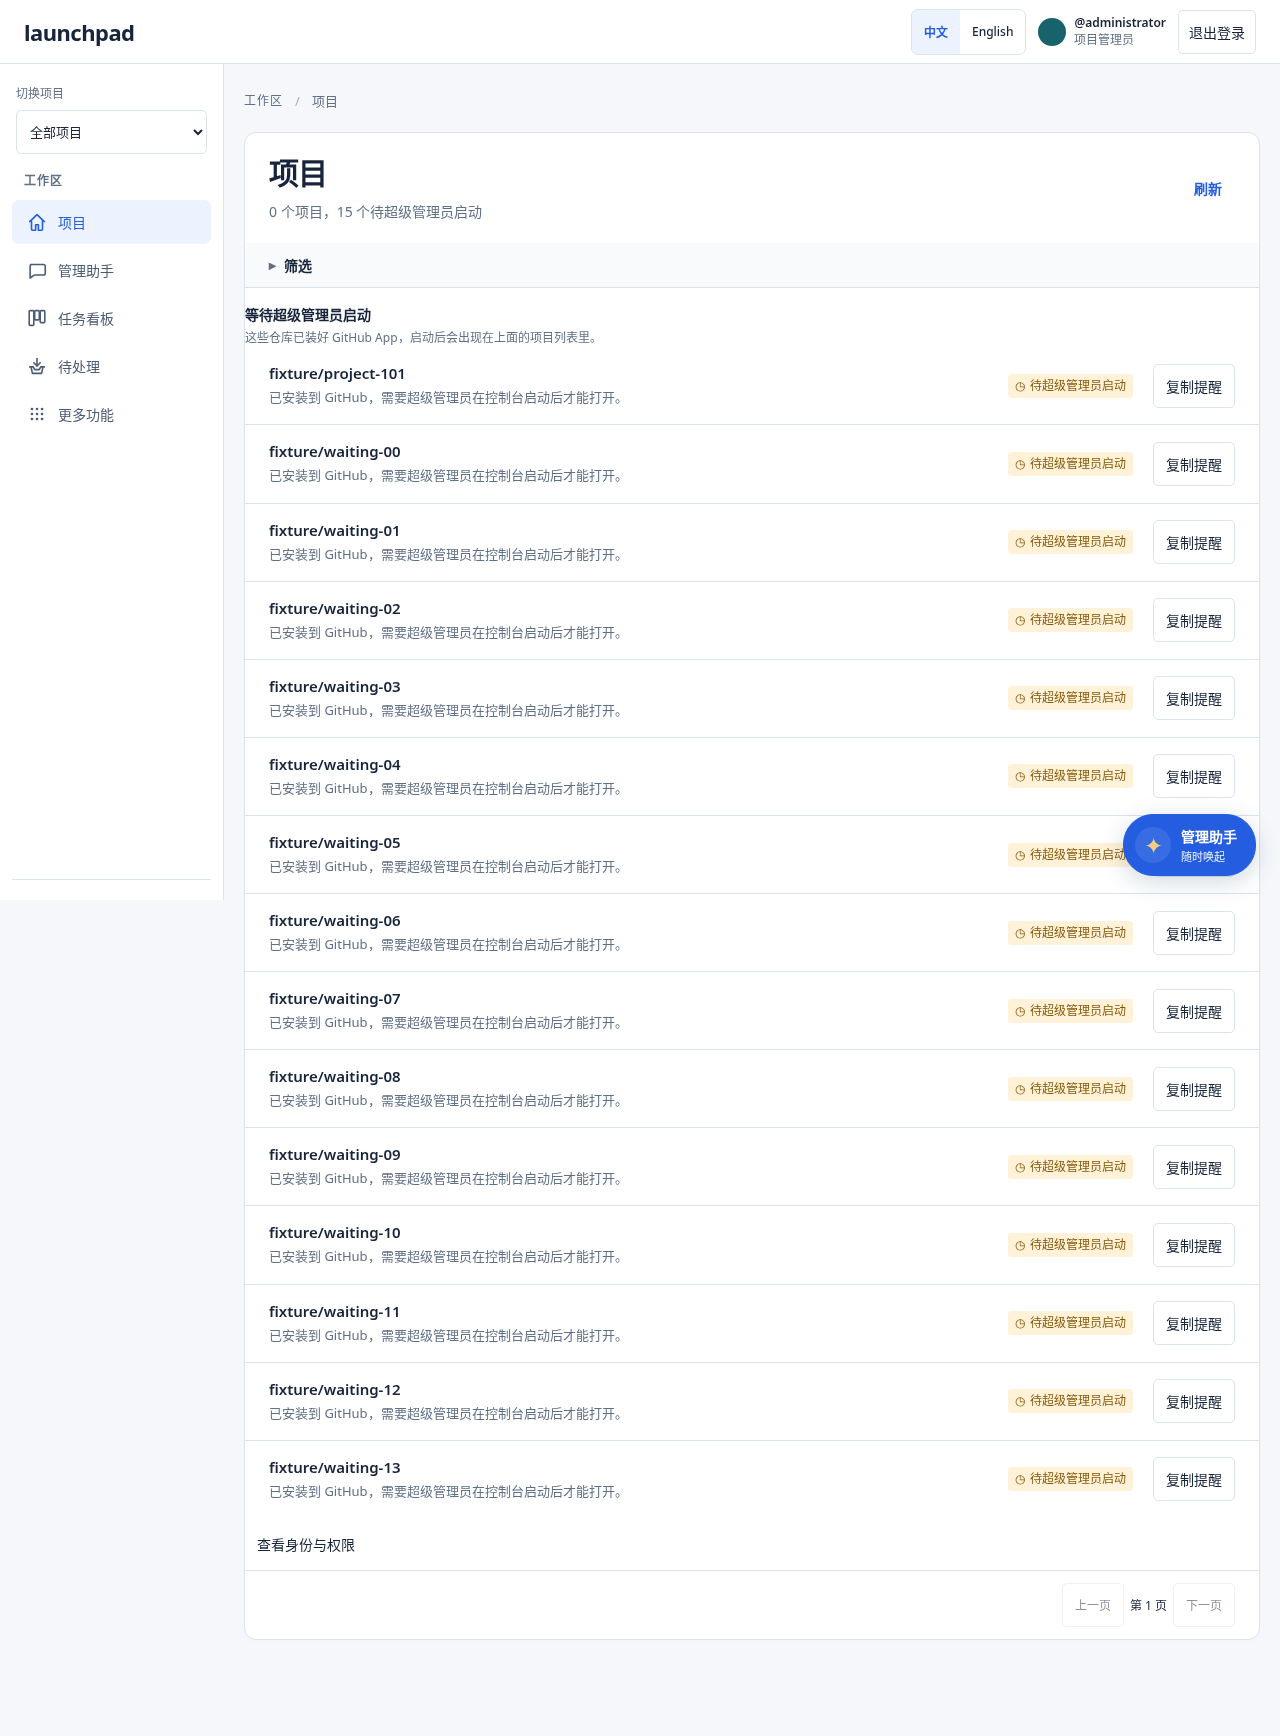 launchpad
中文 English
@administrator
项目管理员
退出登录
切换项目
全部项目
工作区
项目
管理助手
任务看板
待处理
更多功能
工作区 / 项目
项目
0 个项目，15 个待超级管理员启动
刷新
▸ 筛选
等待超级管理员启动
这些仓库已装好 GitHub App，启动后会出现在上面的项目列表里。
fixture/project-101
已安装到 GitHub，需要超级管理员在控制台启动后才能打开。
待超级管理员启动
复制提醒
fixture/waiting-00
已安装到 GitHub，需要超级管理员在控制台启动后才能打开。
待超级管理员启动
复制提醒
fixture/waiting-01
已安装到 GitHub，需要超级管理员在控制台启动后才能打开。
待超级管理员启动
复制提醒
fixture/waiting-02
已安装到 GitHub，需要超级管理员在控制台启动后才能打开。
待超级管理员启动
复制提醒
fixture/waiting-03
已安装到 GitHub，需要超级管理员在控制台启动后才能打开。
待超级管理员启动
复制提醒
fixture/waiting-04
已安装到 GitHub，需要超级管理员在控制台启动后才能打开。
待超级管理员启动
复制提醒
fixture/waiting-05
已安装到 GitHub，需要超级管理员在控制台启动后才能打开。
待超级管理员启动
管理助手
随时唤起
fixture/waiting-06
已安装到 GitHub，需要超级管理员在控制台启动后才能打开。
待超级管理员启动
复制提醒
fixture/waiting-07
已安装到 GitHub，需要超级管理员在控制台启动后才能打开。
待超级管理员启动
复制提醒
fixture/waiting-08
已安装到 GitHub，需要超级管理员在控制台启动后才能打开。
待超级管理员启动
复制提醒
fixture/waiting-09
已安装到 GitHub，需要超级管理员在控制台启动后才能打开。
待超级管理员启动
复制提醒
fixture/waiting-10
已安装到 GitHub，需要超级管理员在控制台启动后才能打开。
待超级管理员启动
复制提醒
fixture/waiting-11
已安装到 GitHub，需要超级管理员在控制台启动后才能打开。
待超级管理员启动
复制提醒
fixture/waiting-12
已安装到 GitHub，需要超级管理员在控制台启动后才能打开。
待超级管理员启动
复制提醒
fixture/waiting-13
已安装到 GitHub，需要超级管理员在控制台启动后才能打开。
待超级管理员启动
复制提醒
查看身份与权限
上一页 第 1 页 下一页